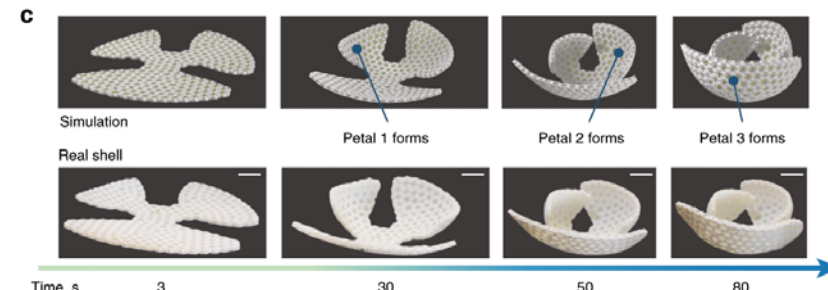 c
Simulation
Petal 1 forms
Petal 2 forms
Petal 3 forms
Real shell
Time, s 3 30 50 80